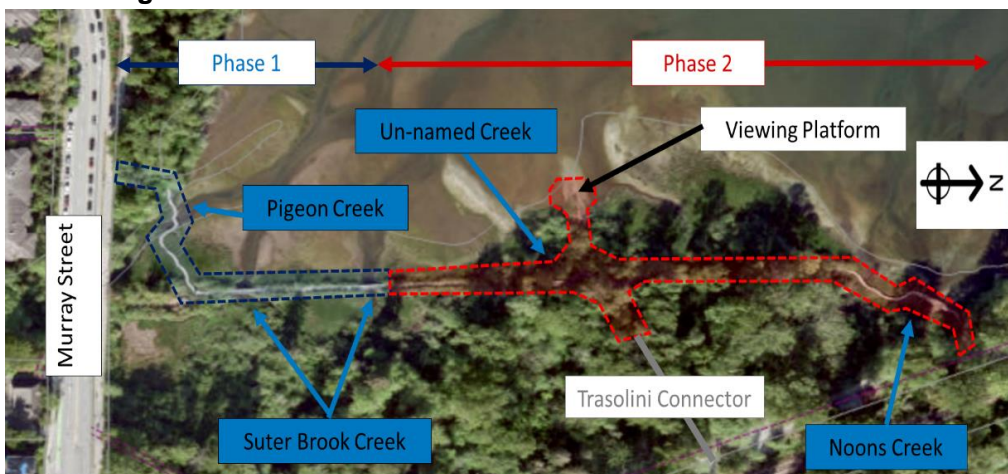 Phase 1
Phase 2
Un-named Creek
Viewing Platform
Pigeon Creek
N
Murray Street
Trasolini Connector
Suter Brook Creek
Noons Creek